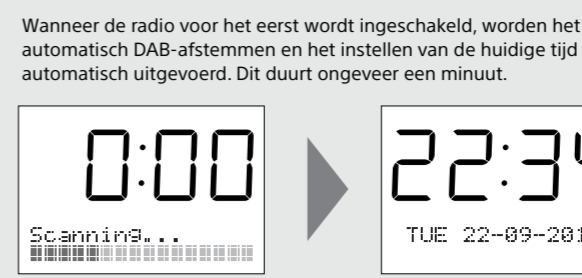 Wanneer de radio voor het eerst wordt ingeschakeld, worden het
automatisch DAB-afstemmen en het instellen van de huidige tijd
automatisch uitgevoerd. Dit duurt ongeveer een minuut.
0:00
Scanning...
TUE